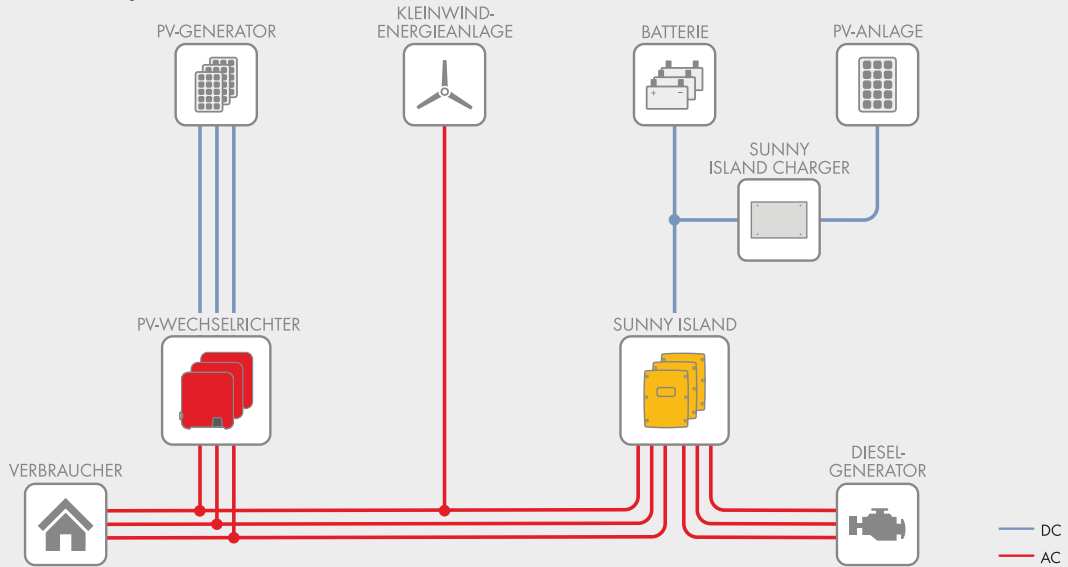 PV-GENERATOR
KLEINWIND-
ENERGIEANLAGE
BATTERIE
PV-ANLAGE
SUNNY
ISLAND CHARGER
PV-WECHSELRICHTER
SUNNY ISLAND
VERBRAUCHER
DIESEL-
GENERATOR
DC
AC